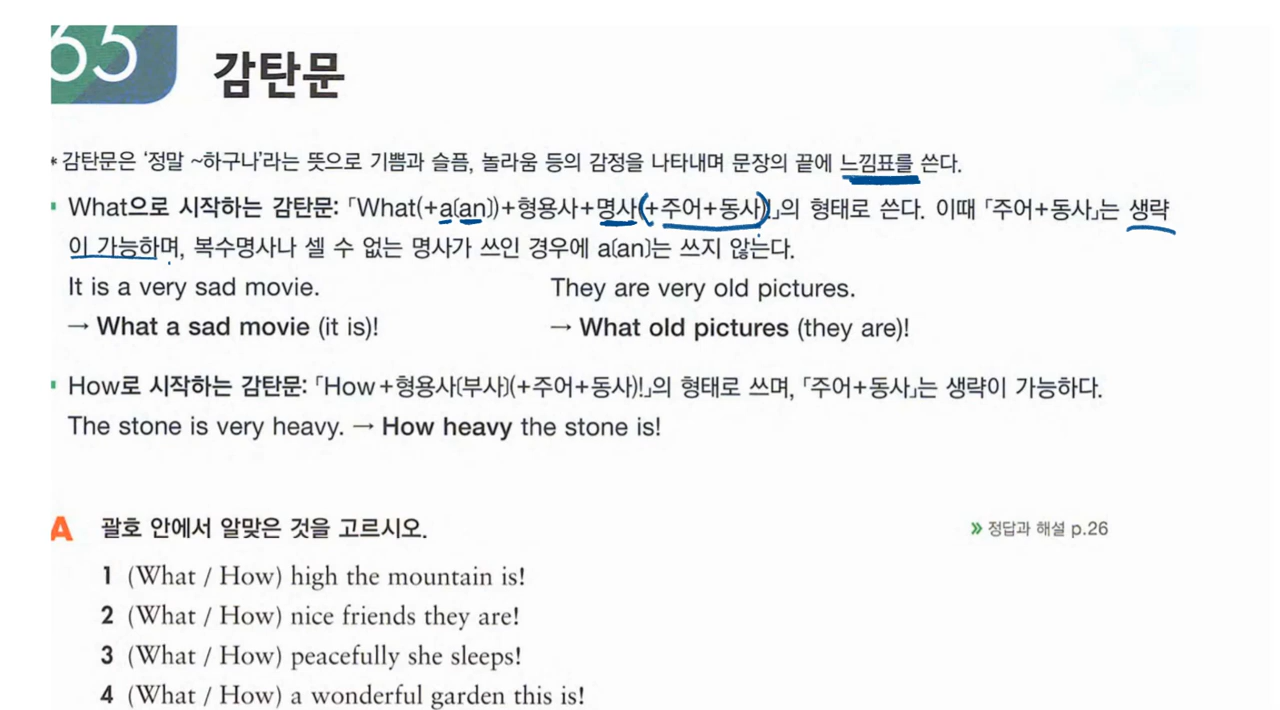 65 감탄문
* 감탄문은 '정말 ~하구나'라는 뜻으로 기쁨과 슬픔, 놀라움 등의 감정을 나타내며 문장의 끝에 느낌표를 쓴다.
What으로 시작하는 감탄문: 「What(+a(an))+형용사+명사(+주어+동사)!」의 형태로 쓴다. 이때 「주어+동사」는 생략
이 가능하며, 복수명사나 셀 수 없는 명사가 쓰인 경우에 a(an)는 쓰지 않는다.
It is a very sad movie. They are very old pictures.
→ What a sad movie (it is)! → What old pictures (they are)!
How로 시작하는 감탄문: 「How+형용사(부사)(+주어+동사)!」의 형태로 쓰며, 「주어+동사」는 생략이 가능하다.
The stone is very heavy. → How heavy the stone is!
A 괄호 안에서 알맞은 것을 고르시오. » 정답과 해설 p.26
1 (What / How) high the mountain is!
2 (What / How) nice friends they are!
3 (What / How) peacefully she sleeps!
4 (What / How) a wonderful garden this is!